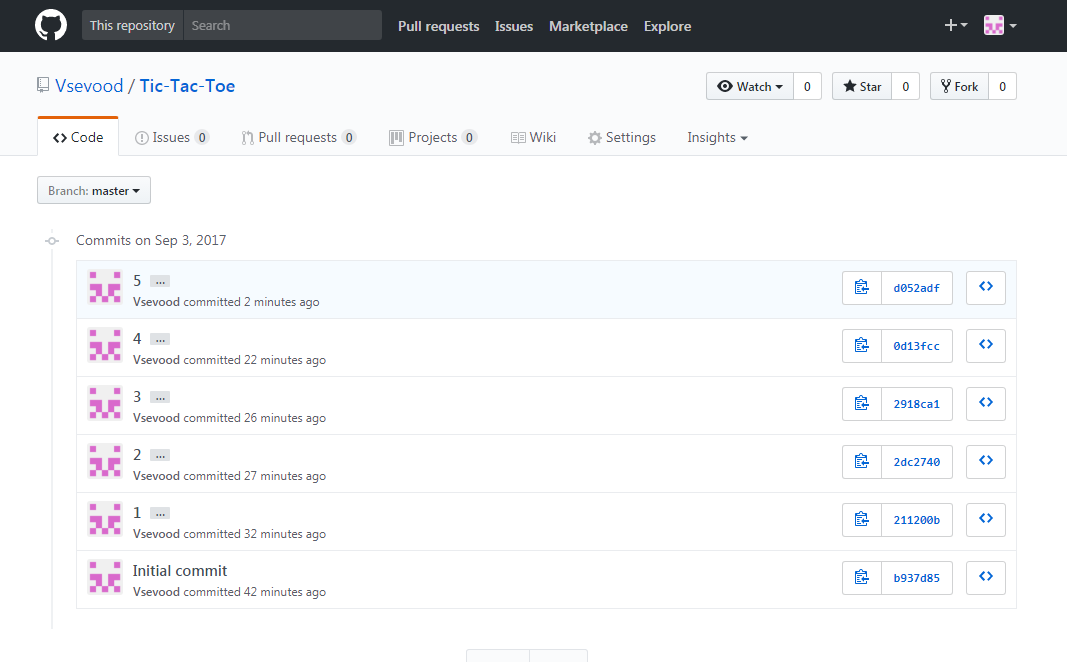 This repository Search Pull requests Issues Marketplace Explore
Vsevood / Tic-Tac-Toe Watch 0 Star 0 Fork 0
Code Issues 0 Pull requests 0 Projects 0 Wiki Settings Insights
Branch: master
Commits on Sep 3, 2017
5 …
Vsevood committed 2 minutes ago
d052adf
4 …
Vsevood committed 22 minutes ago
0d13fcc
3 …
Vsevood committed 26 minutes ago
2918ca1
2 …
Vsevood committed 27 minutes ago
2dc2740
1 …
Vsevood committed 32 minutes ago
211200b
Initial commit
Vsevood committed 42 minutes ago
b937d85